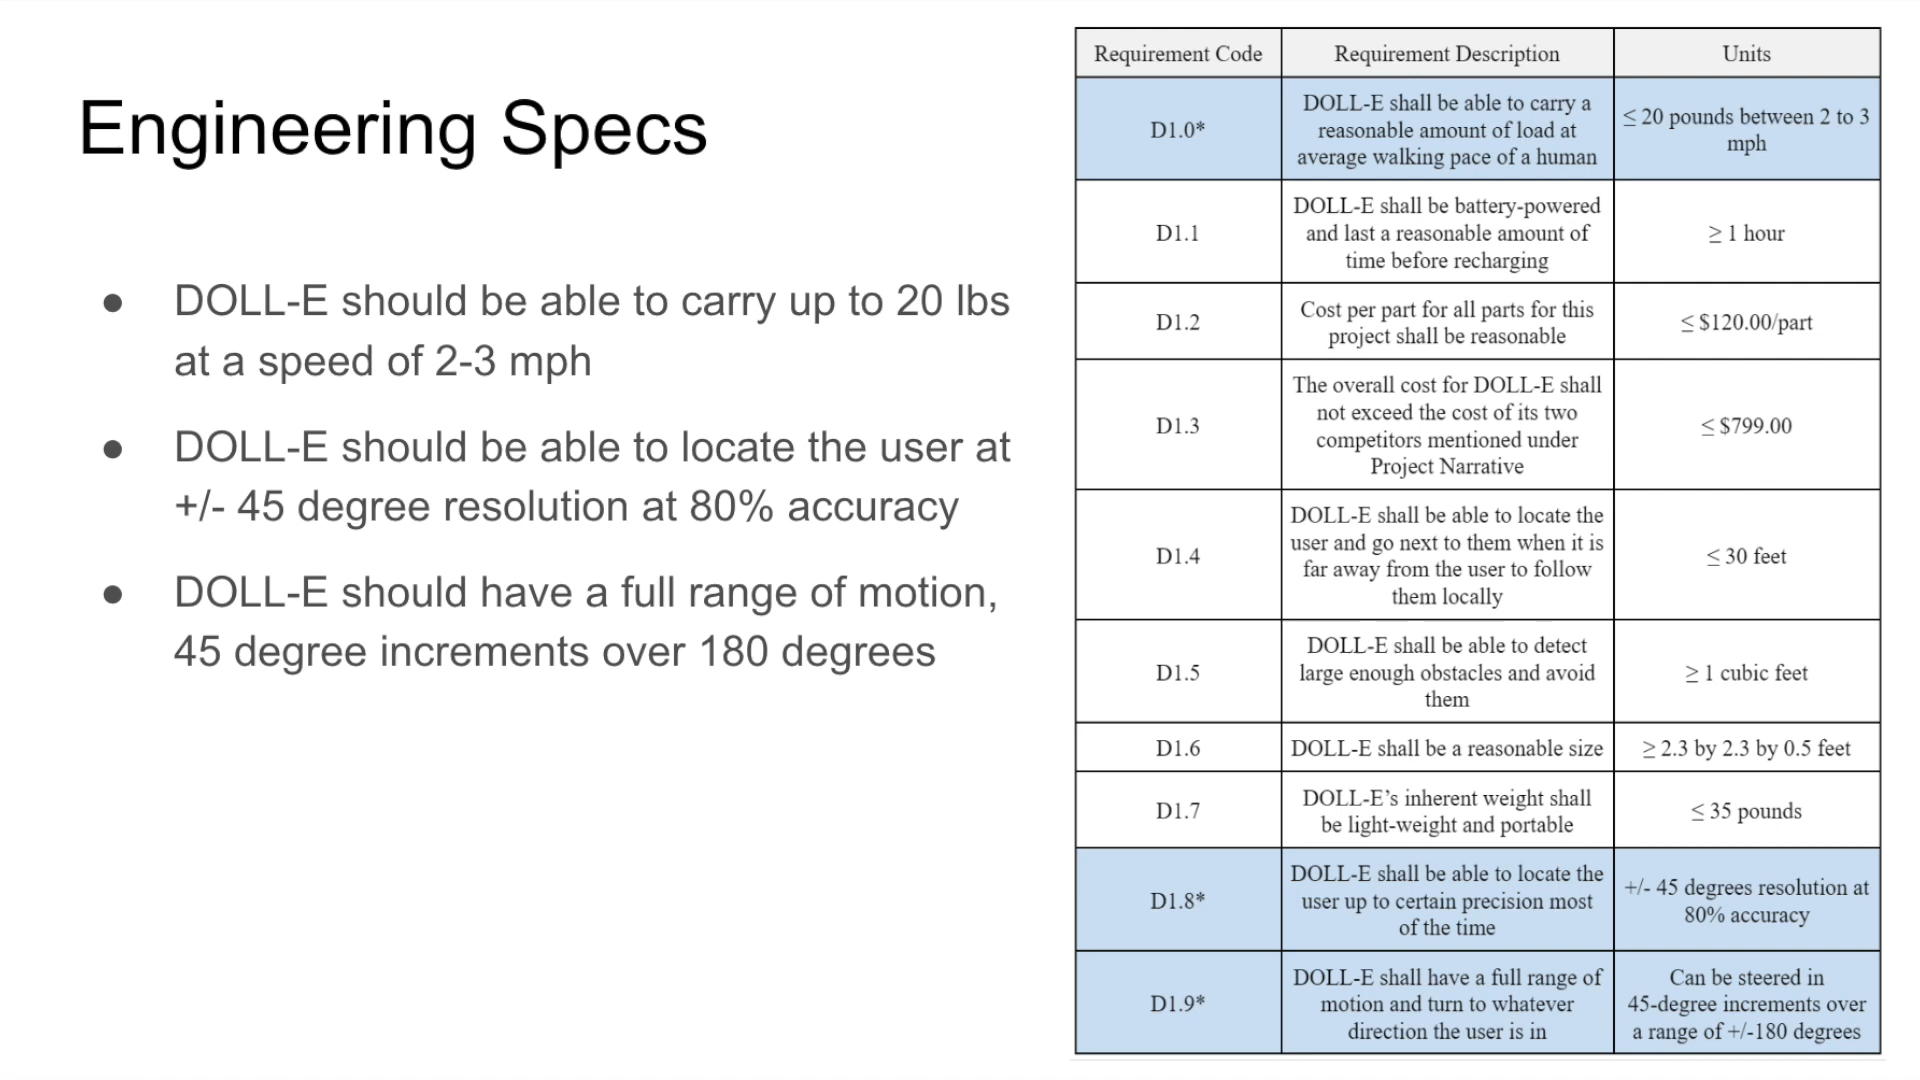 Engineering Specs
● DOLL-E should be able to carry up to 20 lbs
at a speed of 2-3 mph
● DOLL-E should be able to locate the user at
+/- 45 degree resolution at 80% accuracy
● DOLL-E should have a full range of motion,
45 degree increments over 180 degrees
Requirement Code
Requirement Description
Units
D1.0*
DOLL-E shall be able to carry a
reasonable amount of load at
average walking pace of a human
≤ 20 pounds between 2 to 3
mph
D1.1
DOLL-E shall be battery-powered
and last a reasonable amount of
time before recharging
≥ 1 hour
D1.2
Cost per part for all parts for this
project shall be reasonable
≤ $120.00/part
D1.3
The overall cost for DOLL-E shall
not exceed the cost of its two
competitors mentioned under
Project Narrative
≤ $799.00
D1.4
DOLL-E shall be able to locate the
user and go next to them when it is
far away from the user to follow
them locally
≤ 30 feet
D1.5
DOLL-E shall be able to detect
large enough obstacles and avoid
them
≥ 1 cubic feet
D1.6
DOLL-E shall be a reasonable size
≥ 2.3 by 2.3 by 0.5 feet
D1.7
DOLL-E’s inherent weight shall
be light-weight and portable
≤ 35 pounds
D1.8*
DOLL-E shall be able to locate the
user up to certain precision most
of the time
+/- 45 degrees resolution at
80% accuracy
D1.9*
DOLL-E shall have a full range of
motion and turn to whatever
direction the user is in
Can be steered in
45-degree increments over
a range of +/-180 degrees